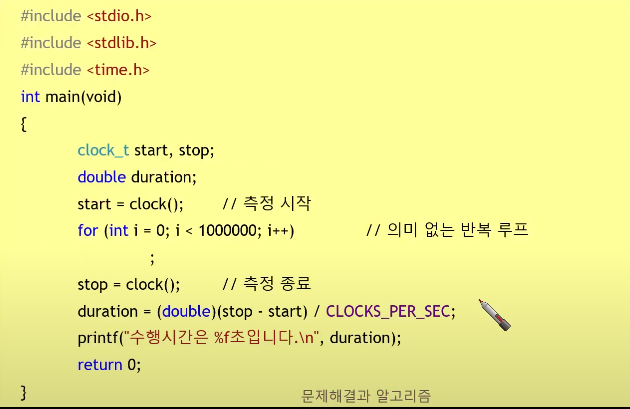 #include <stdio.h>
#include <stdlib.h>
#include <time.h>
int main(void)
{
clock_t start, stop;
double duration;
start = clock(); // 측정 시작
for (int i = 0; i < 1000000; i++) // 의미 없는 반복 루프
;
stop = clock(); // 측정 종료
duration = (double)(stop - start) / CLOCKS_PER_SEC;
printf("수행시간은 %f초입니다.\n", duration);
return 0;
}
문제해결과 알고리즘